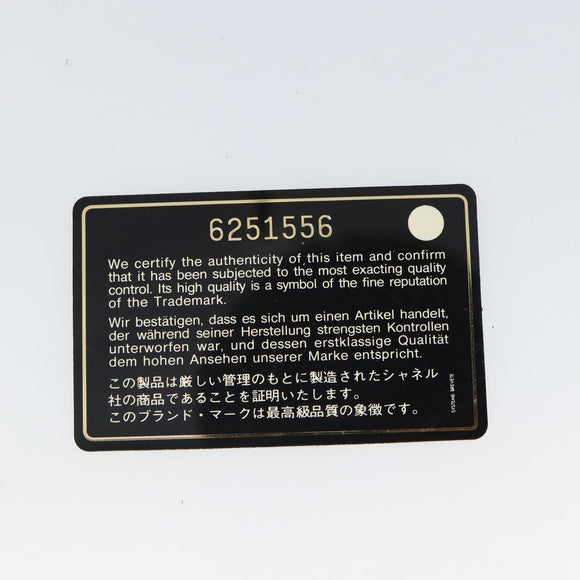 6251556
We certify the authenticity of this item and confirm
that it has been subjected to the most exacting quality
control. Its high quality is a symbol of the fine reputation
of the Trademark.
Wir bestätigen, dass es sich um einen Artikel handelt,
der während seiner Herstellung strengsten Kontrollen
unterworfen war, und dessen erstklassige Qualität
dem hohen Ansehen unserer Marke entspricht.
この製品は厳しい管理のもとに製造されたシャネル
社の商品であることを証明いたします。
このブランド・マークは最高級品質の象徴です。
SYSTEME BREVETE